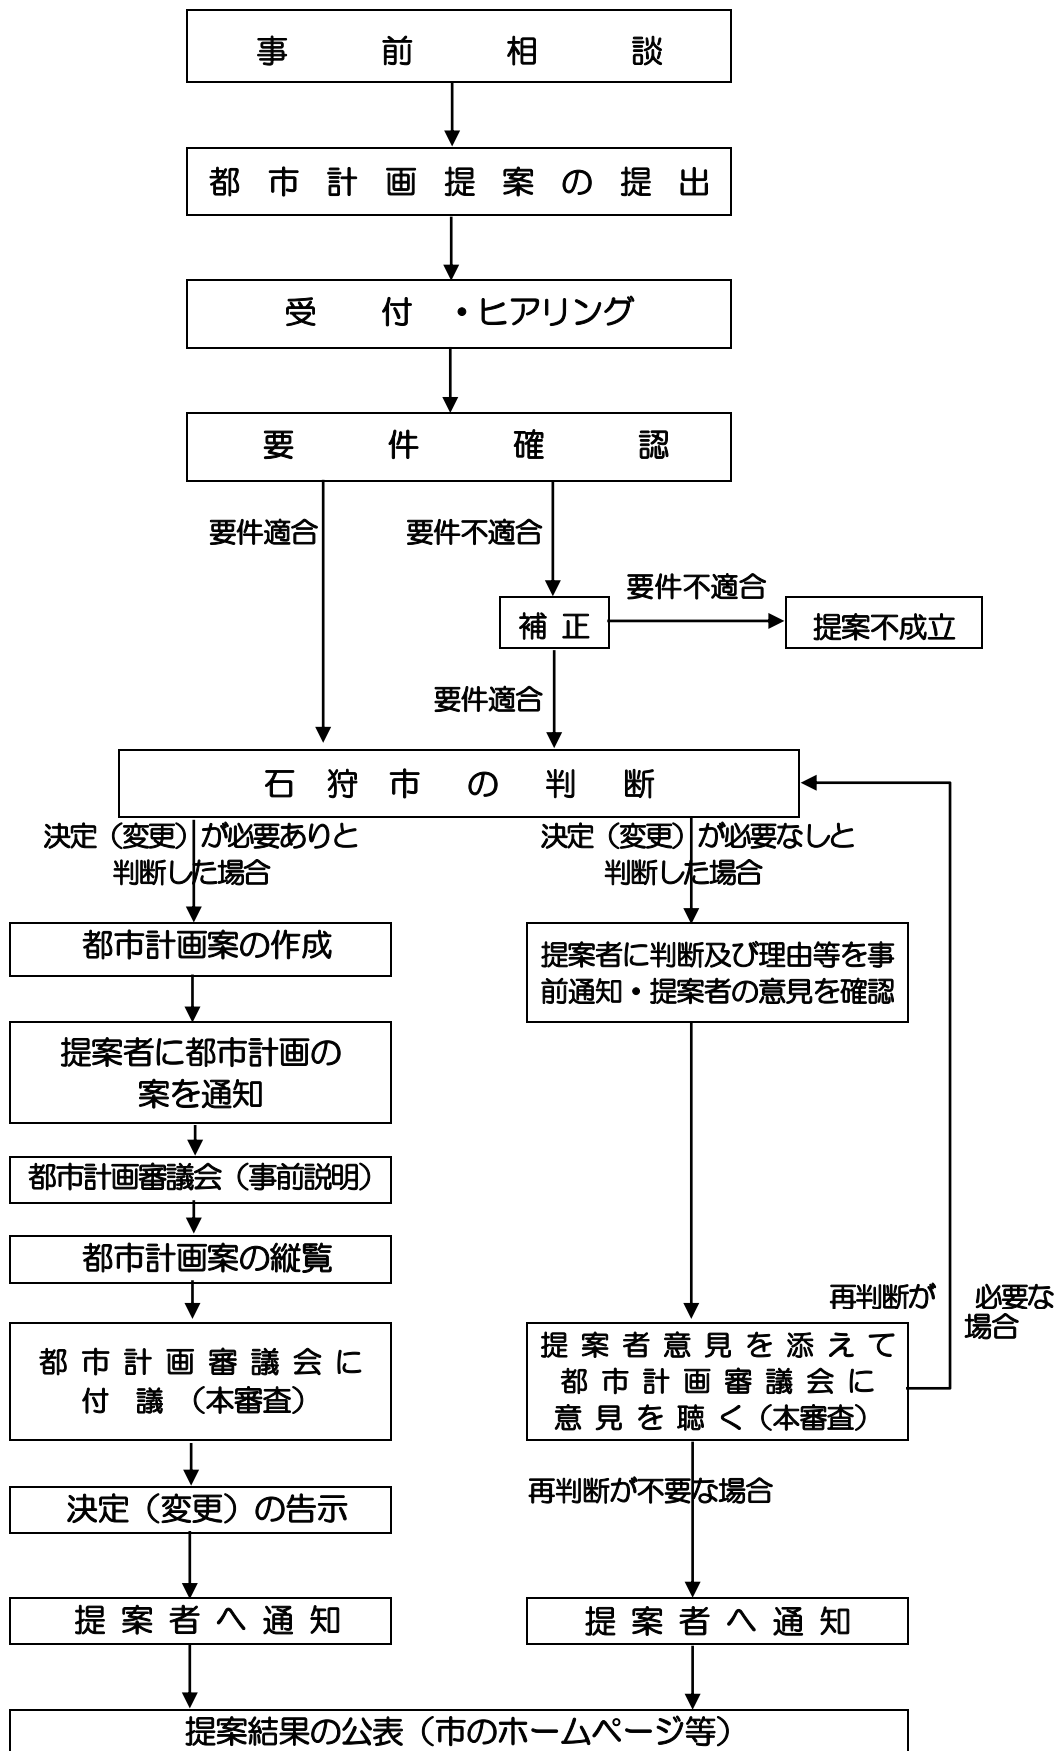 事前相談
都市計画提案の提出
受付・ヒアリング
要件確認
要件適合
要件不適合
要件不適合
補正
提案不成立
要件適合
石狩市の判断
決定（変更）が必要ありと
判断した場合
決定（変更）が必要なしと
判断した場合
都市計画案の作成
提案者に判断及び理由等を事
前通知・提案者の意見を確認
提案者に都市計画の
案を通知
都市計画審議会（事前説明）
都市計画案の縦覧
再判断が　必要な
場合
都市計画審議会に
付議（本審査）
提案者意見を添えて
都市計画審議会に
意見を聴く（本審査）
再判断が不要な場合
決定（変更）の告示
提案者へ通知
提案者へ通知
提案結果の公表（市のホームページ等）